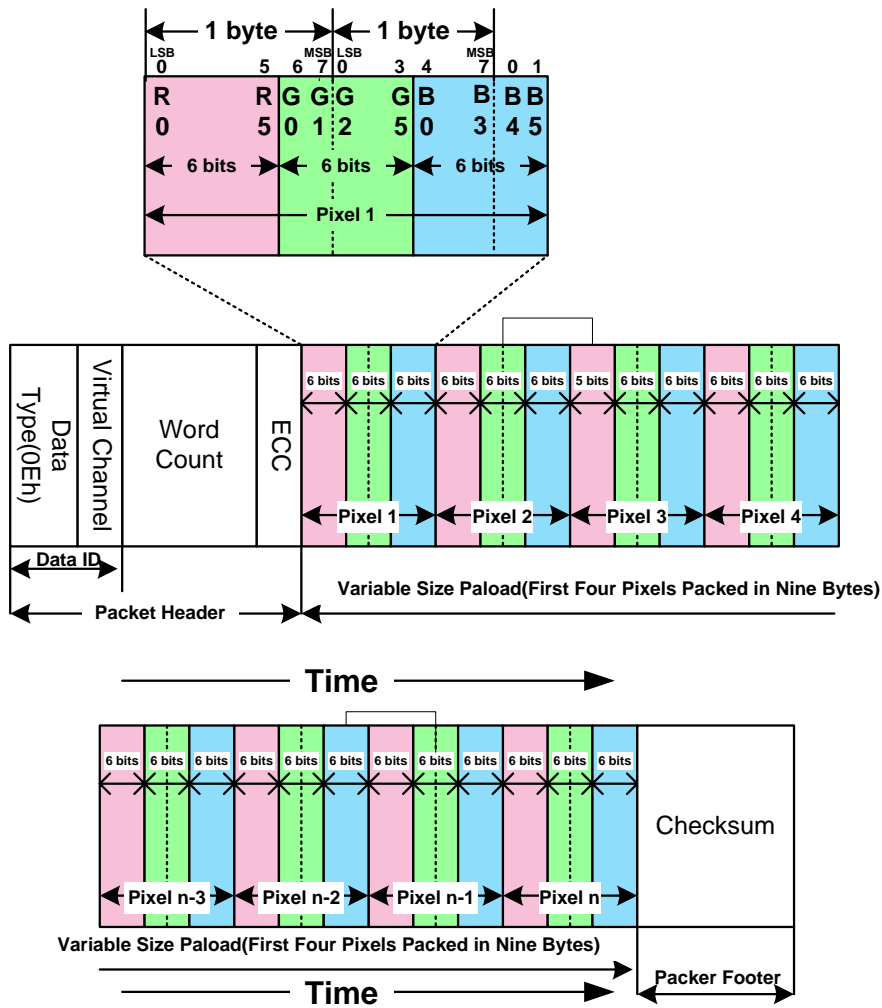 1 byte 1 byte
LSB MSB LSB MSB
0 5 6 7 0 3 4 7 0 1
R R G G G G B B B B
0 5 0 1 2 5 0 3 4 5
6 bits 6 bits 6 bits
Pixel 1
Data Type(0Eh)
Virtual Channel
Word Count
ECC
6 bits 6 bits 6 bits 6 bits 6 bits 6 bits 5 bits 6 bits 6 bits 6 bits 6 bits 6 bits
Pixel 1 Pixel 2 Pixel 3 Pixel 4
Data ID
Variable Size Paload(First Four Pixels Packed in Nine Bytes)
Packet Header
Time
6 bits 6 bits 6 bits 6 bits 6 bits 6 bits 6 bits 6 bits 6 bits 6 bits 6 bits 6 bits
Checksum
Pixel n-3 Pixel n-2 Pixel n-1 Pixel n
Variable Size Paload(First Four Pixels Packed in Nine Bytes)
Packer Footer
Time